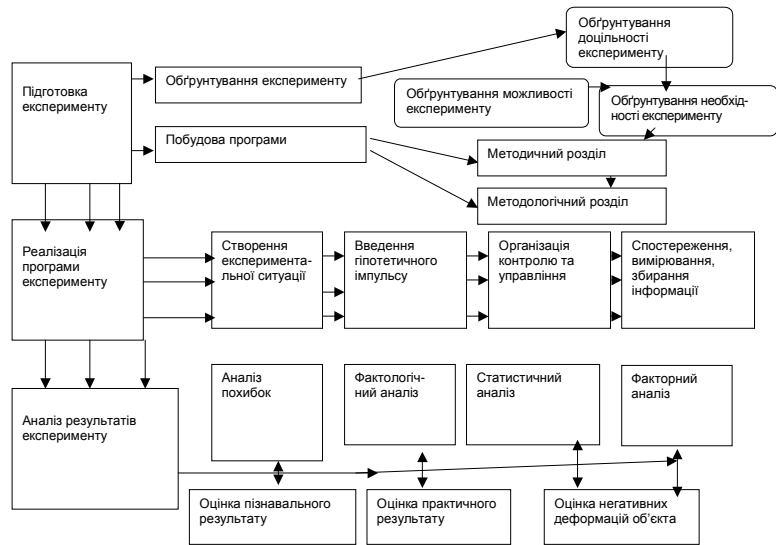 Обґрунтування
доцільності
експерименту
Підготовка
експерименту
Обґрунтування експерименту
Обґрунтування можливості
експерименту
Обґрунтування необхід-
ності експерименту
Побудова програми
Методичний розділ
Методологічний розділ
Реалізація
програми
експерименту
Створення
експеримента-
льної ситуації
Введення
гіпотетичного
імпульсу
Організація
контролю та
управління
Спостереження,
вимірювання,
збирання
інформації
Аналіз результатів
експерименту
Аналіз
похибок
Фактологіч-
ний аналіз
Статистичний
аналіз
Факторний
аналіз
Оцінка пізнавального
результату
Оцінка практичного
результату
Оцінка негативних
деформацій об’єкта